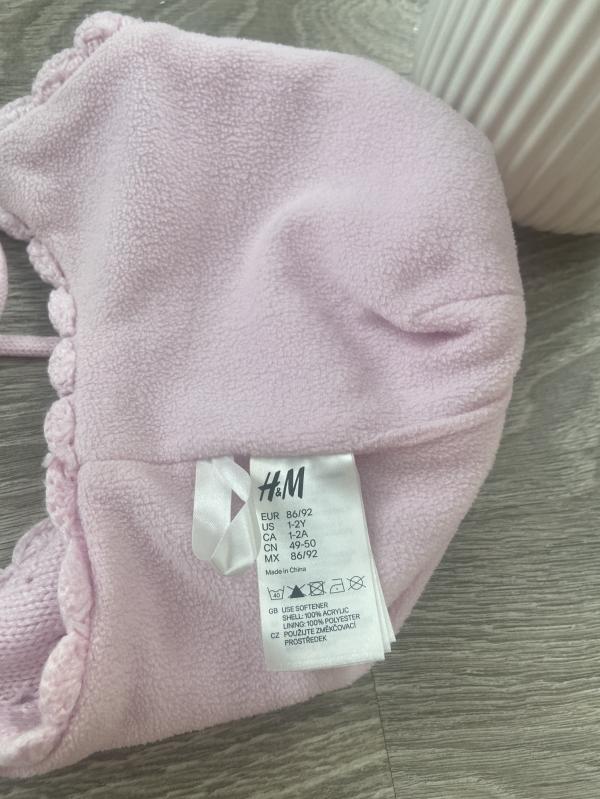 H&M
EUR 86/92
US 1-2Y
CA 1-2A
CN 49-50
MX 86/92
Made in China
40
GB USE SOFTENER
SHELL: 100% ACRYLIC
LINING: 100% POLYESTER
CZ POUŽIJTE ZMĚKČOVACÍ
PROSTŘEDEK